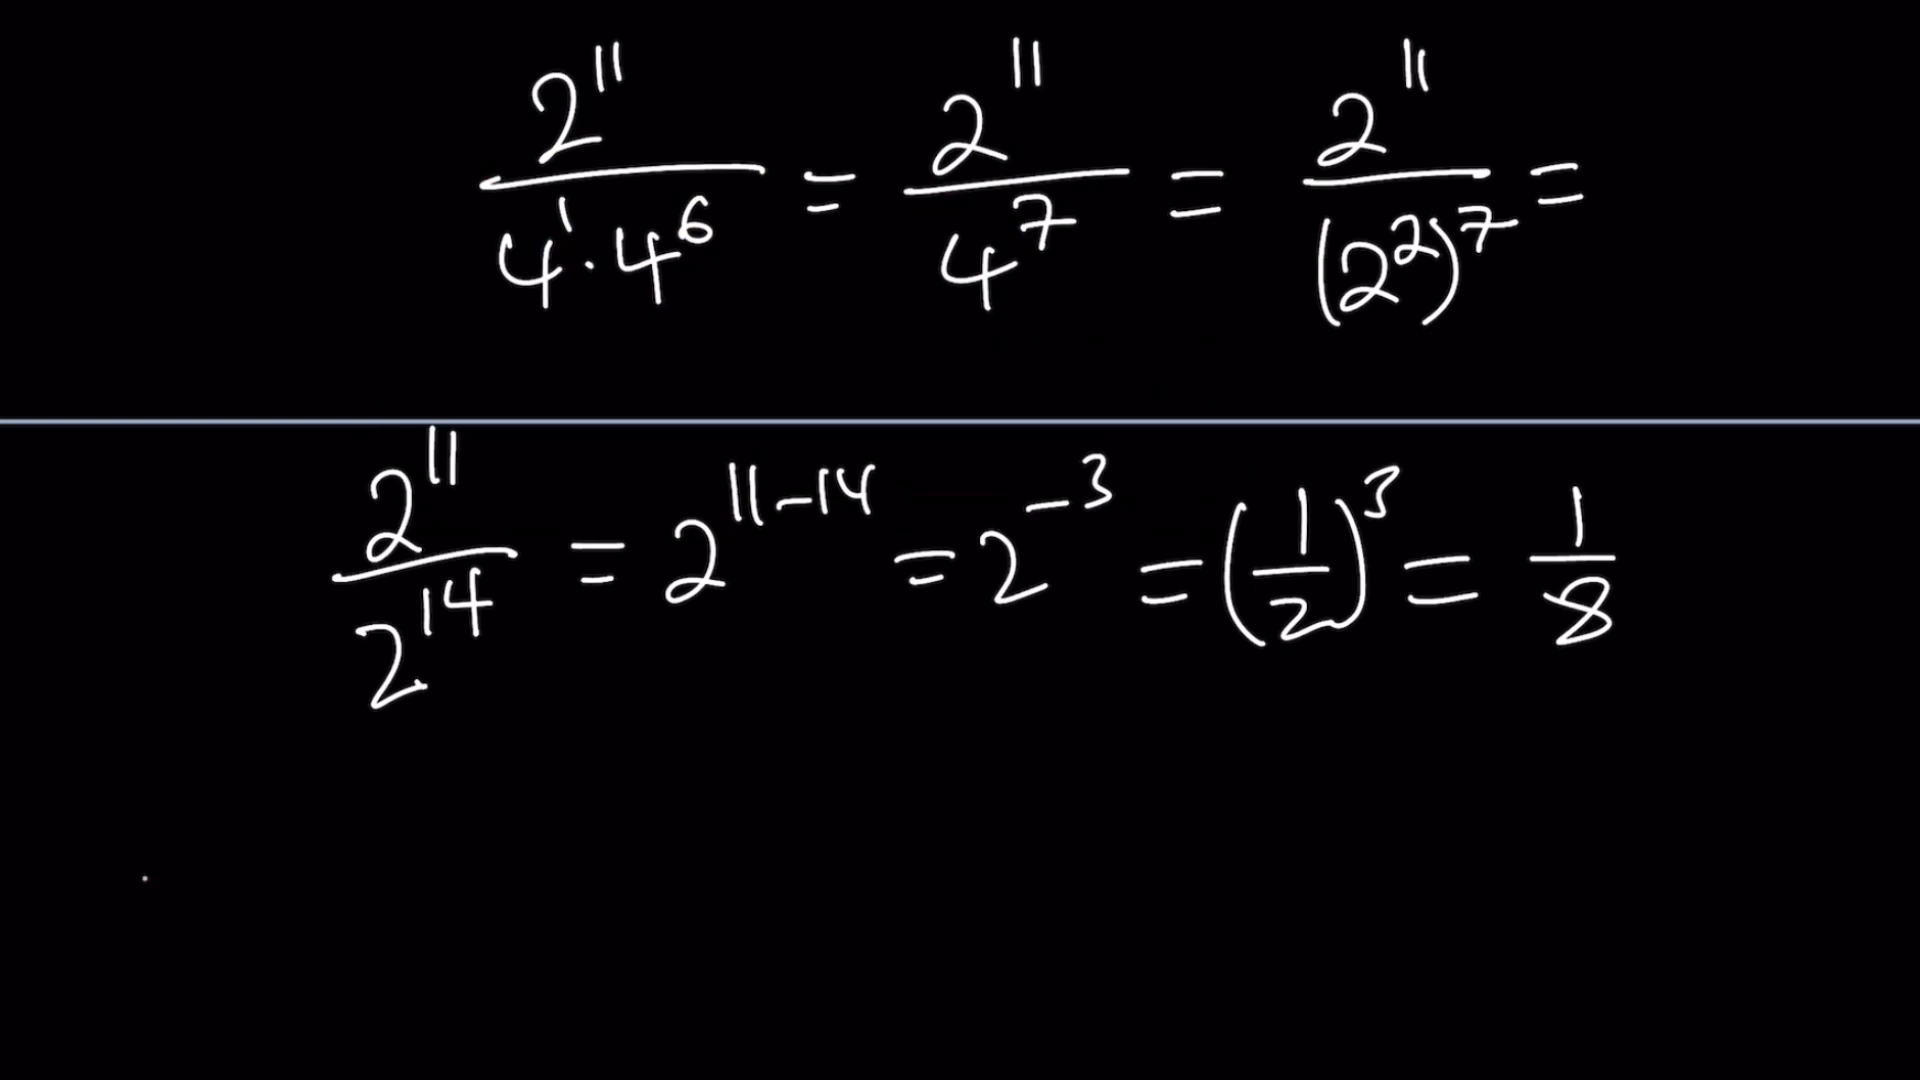 2^11 / (4^1 · 4^6) = 2^11 / 4^7 = 2^11 / (2^2)^7 =
2^11 / 2^14 = 2^(11-14) = 2^-3 = (1/2)^3 = 1/8